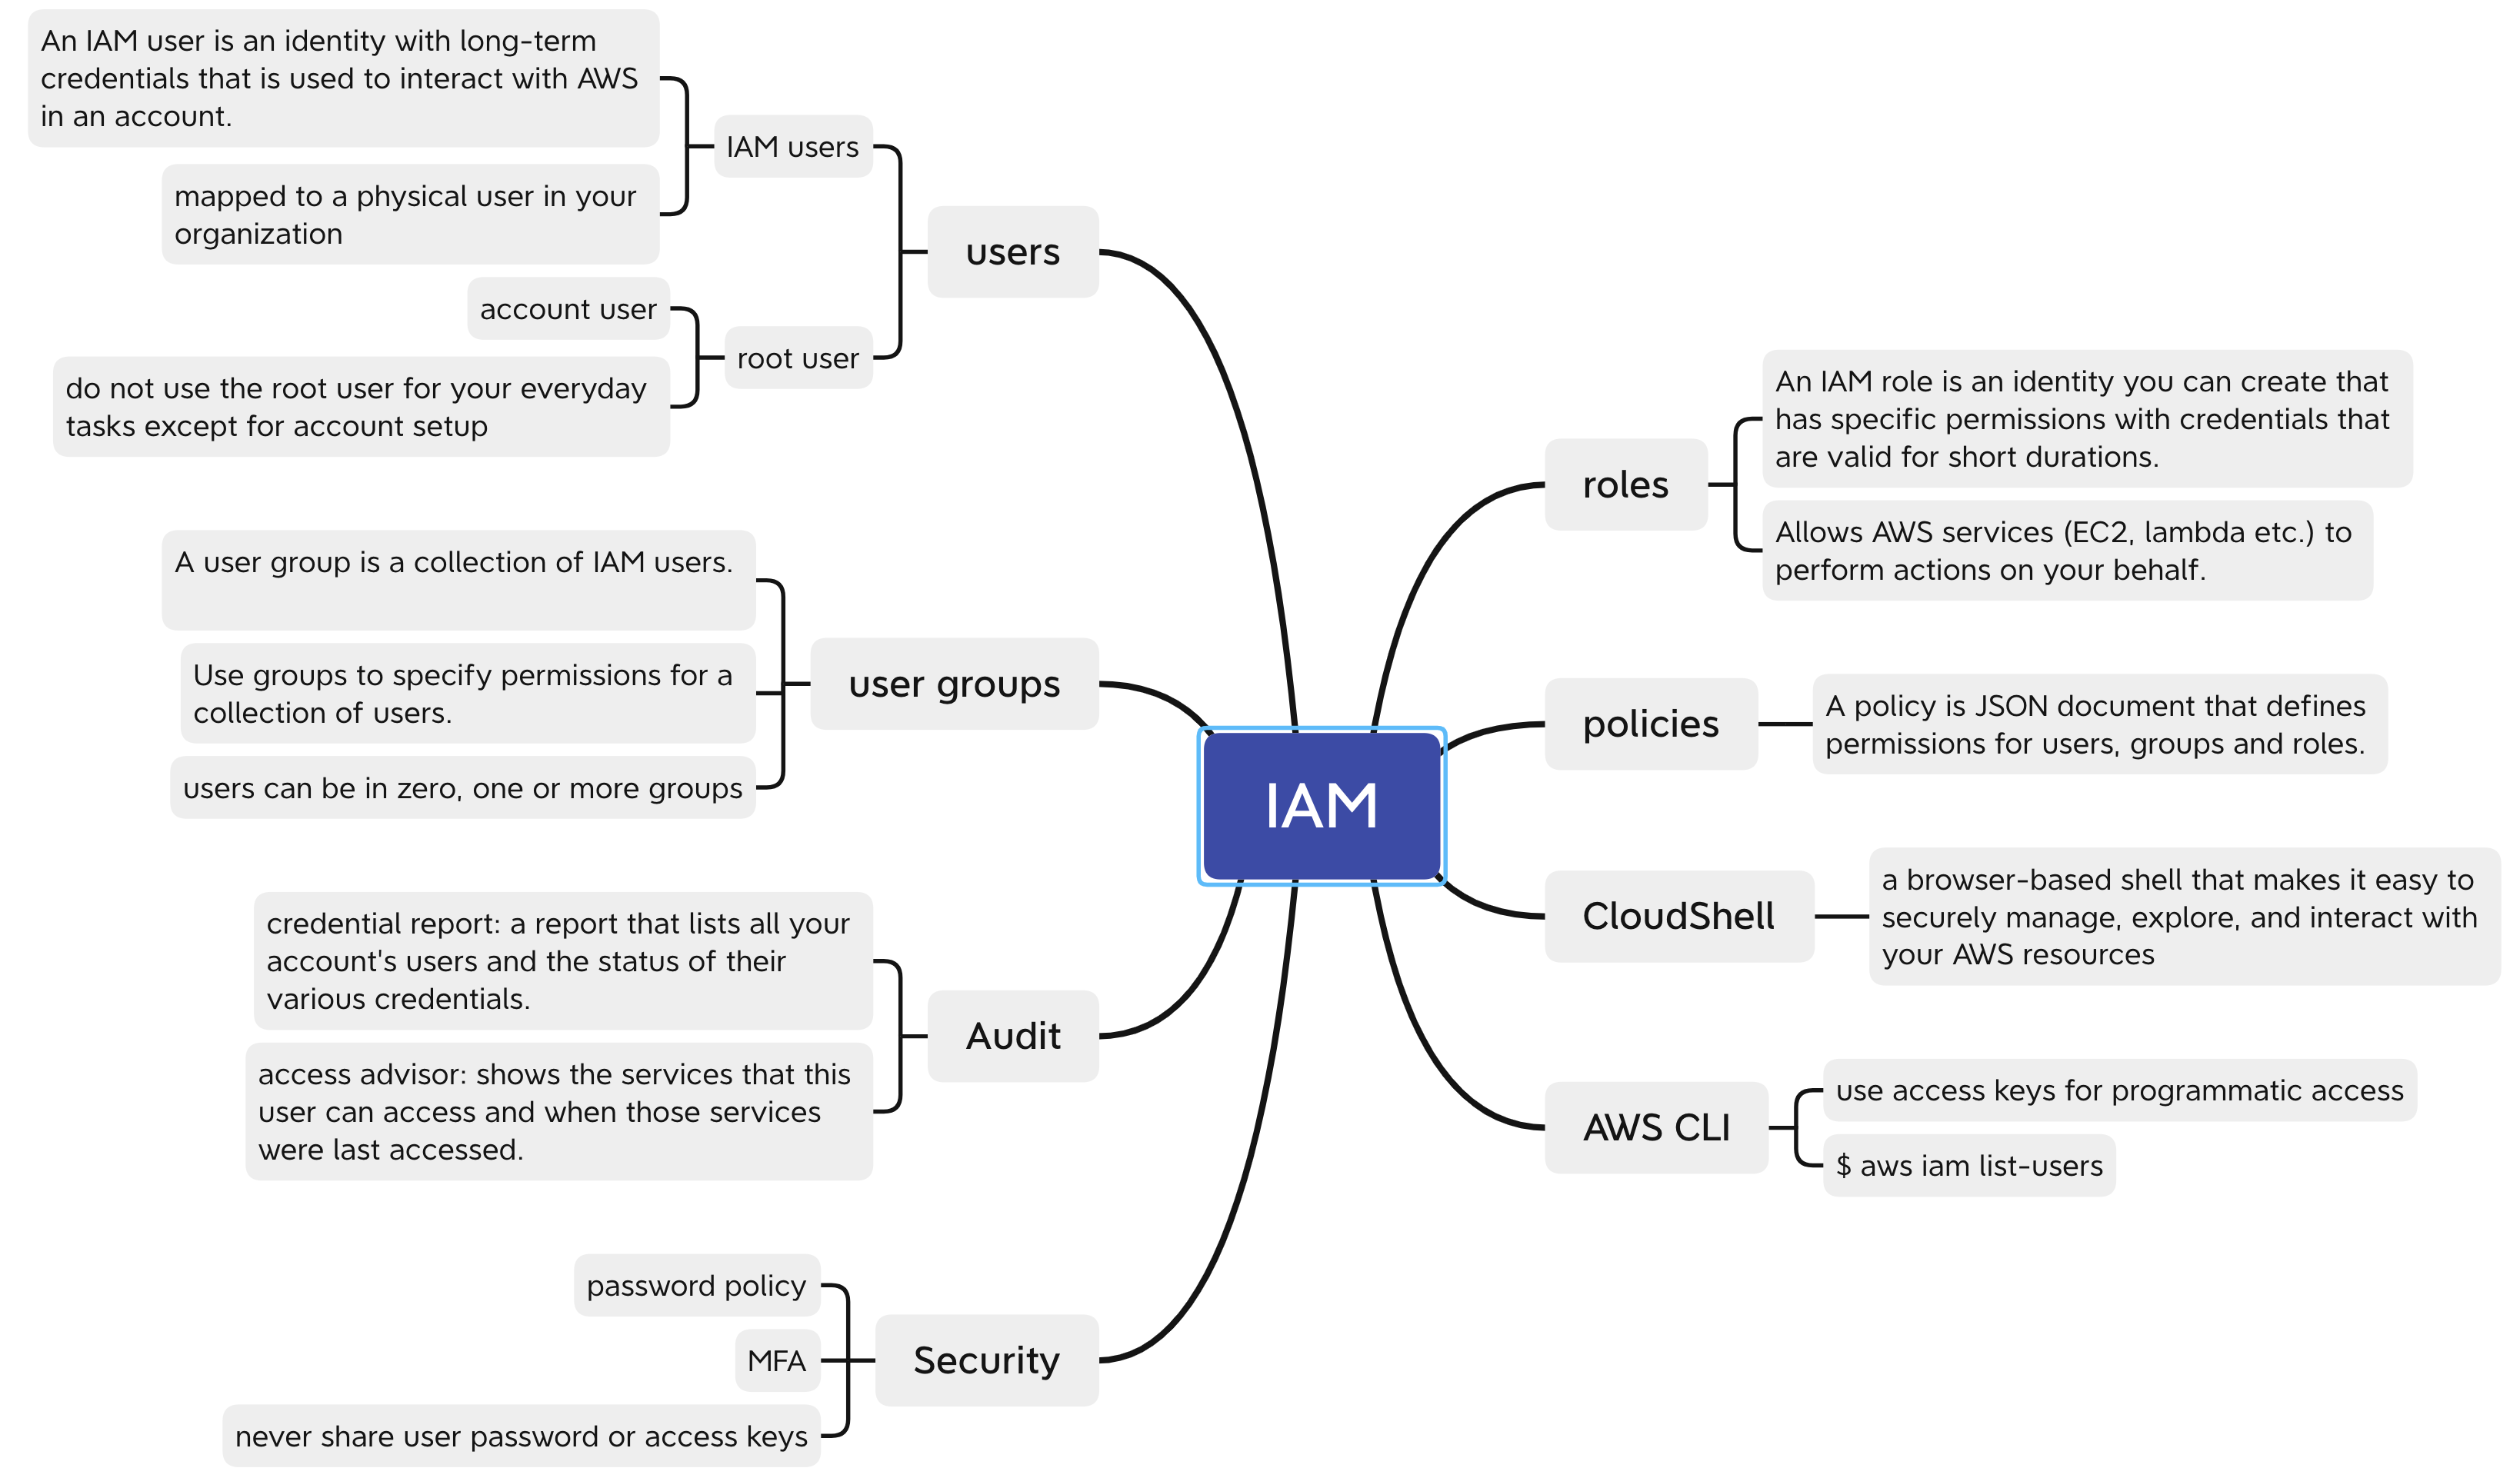 An IAM user is an identity with long-term
credentials that is used to interact with AWS
in an account.
mapped to a physical user in your
organization
IAM users
account user
do not use the root user for your everyday
tasks except for account setup
root user
users
A user group is a collection of IAM users.
Use groups to specify permissions for a
collection of users.
users can be in zero, one or more groups
user groups
credential report: a report that lists all your
account's users and the status of their
various credentials.
access advisor: shows the services that this
user can access and when those services
were last accessed.
Audit
password policy
MFA
never share user password or access keys
Security
IAM
roles
An IAM role is an identity you can create that
has specific permissions with credentials that
are valid for short durations.
Allows AWS services (EC2, lambda etc.) to
perform actions on your behalf.
policies
A policy is JSON document that defines
permissions for users, groups and roles.
CloudShell
a browser-based shell that makes it easy to
securely manage, explore, and interact with
your AWS resources
AWS CLI
use access keys for programmatic access
$ aws iam list-users